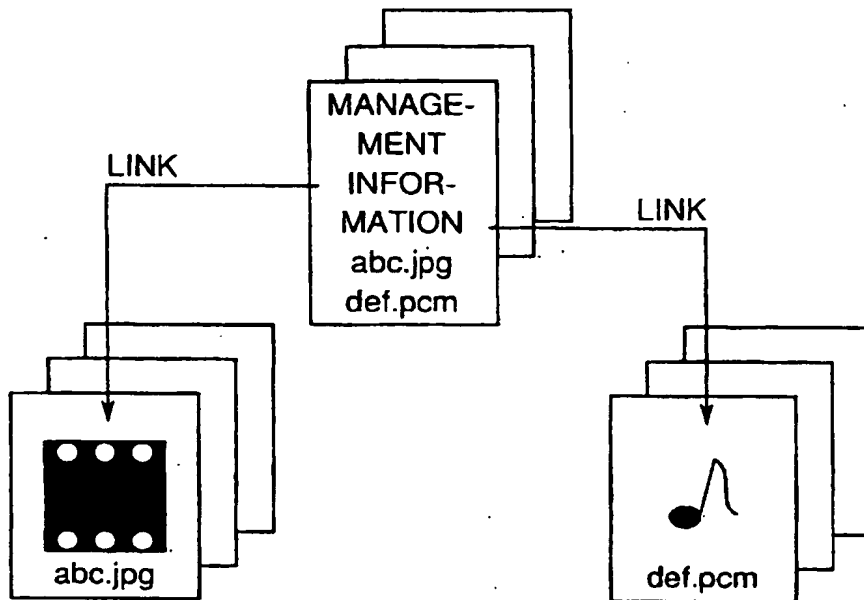 MANAGE-
MENT
INFOR-
MATION
abc.jpg
def.pcm
LINK
LINK
abc.jpg
def.pcm